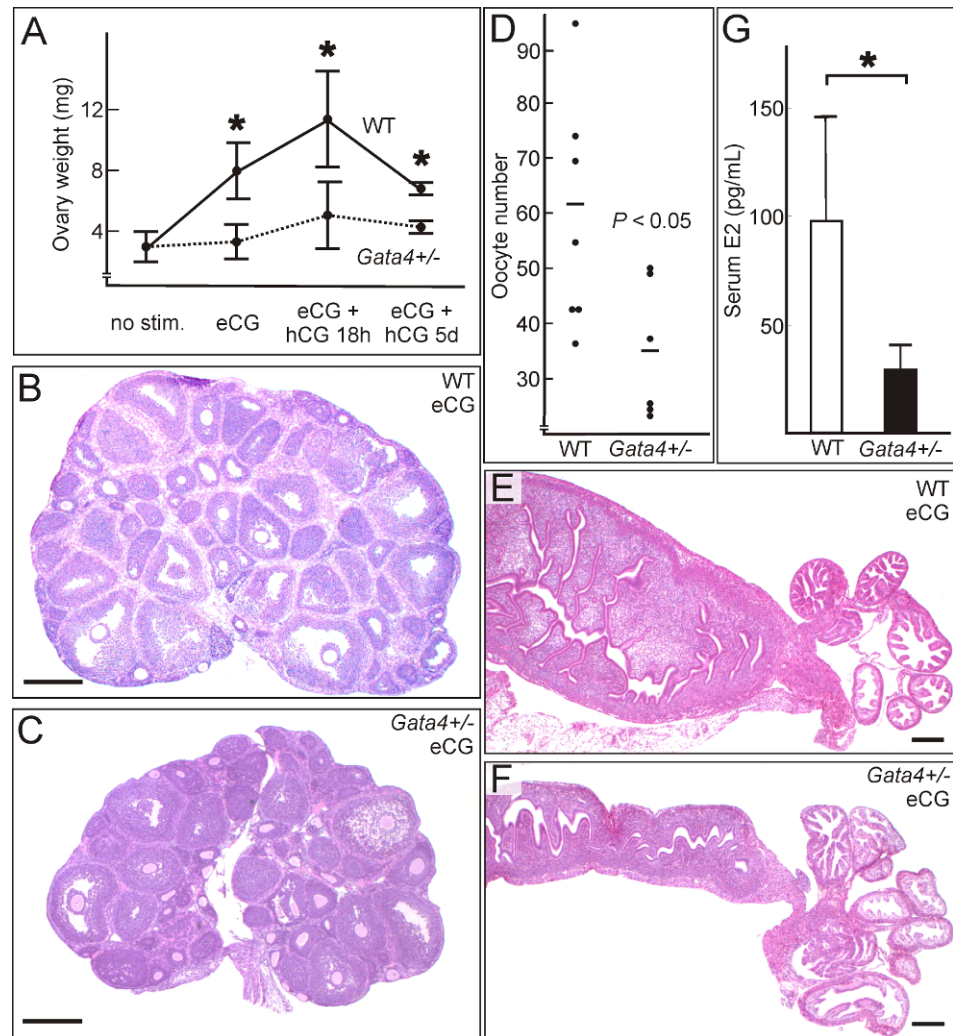 A
Ovary weight (mg)
12
8
4
*
*
*
WT
Gata4+/-
no stim.
eCG
eCG +
hCG 18h
eCG +
hCG 5d
B
WT
eCG
C
Gata4+/-
eCG
D
Oocyte number
90
80
70
60
50
40
30
P < 0.05
WT
Gata4+/-
E
WT
eCG
F
Gata4+/-
eCG
G
Serum E2 (pg/mL)
150
100
50
*
WT
Gata4+/-